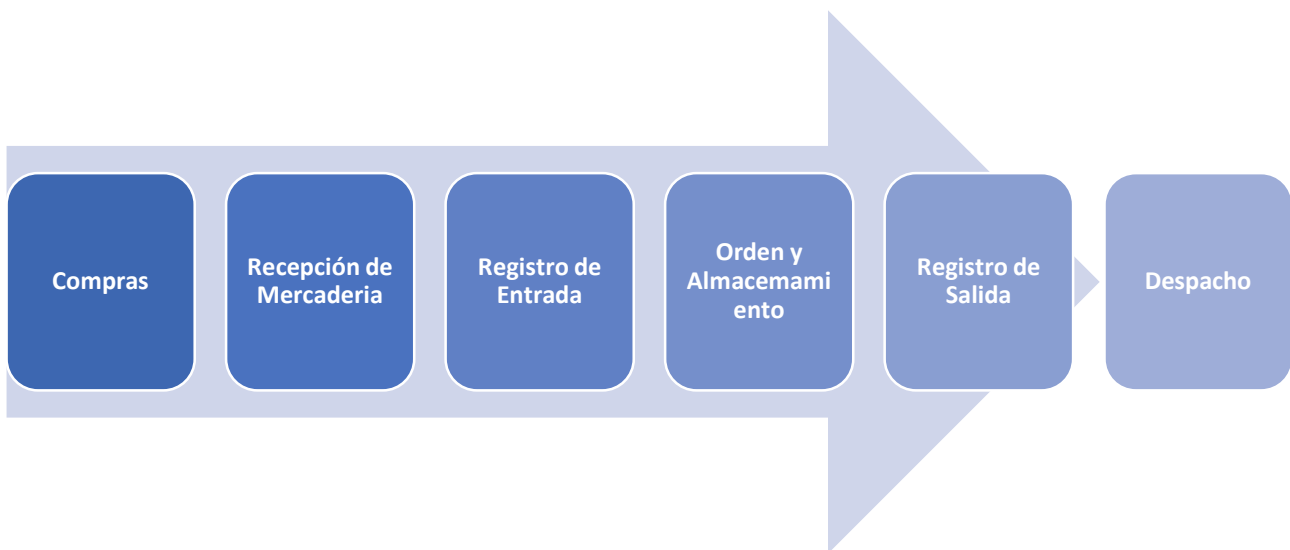 Compras
Recepción de
Mercaderia
Registro de
Entrada
Orden y
Almacemami
ento
Registro de
Salida
Despacho